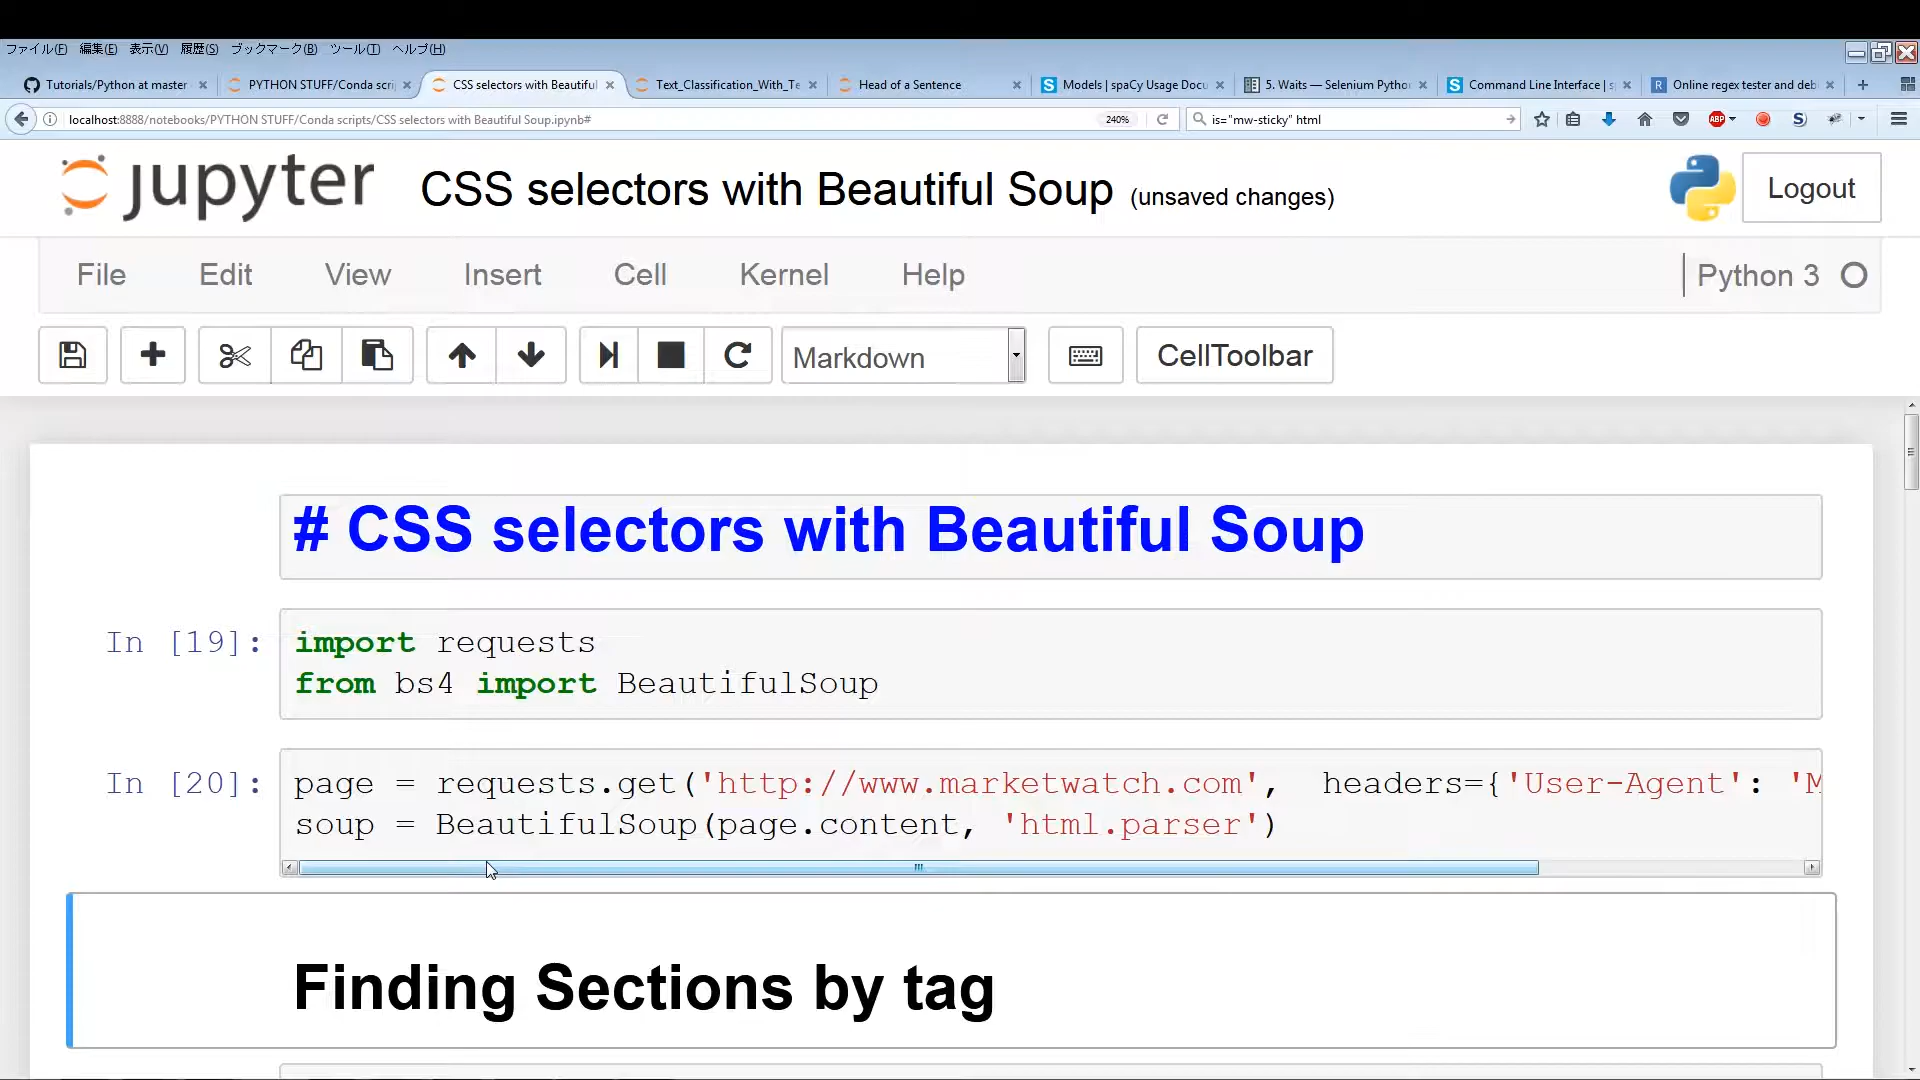 ファイル(F) 編集(E) 表示(V) 履歴(S) ブックマーク(B) ツール(T) ヘルプ(H)
Tutorials/Python at master PYTHON STUFF/Conda scri CSS selectors with Beautiful Text_Classification_With_Te Head of a Sentence Models | spaCy Usage Docu 5. Waits — Selenium Python Command Line Interface | s Online regex tester and deb
localhost:8888/notebooks/PYTHON STUFF/Conda scripts/CSS selectors with Beautiful Soup.ipynb# 240% is="mw-sticky" html
jupyter CSS selectors with Beautiful Soup (unsaved changes) Logout
File Edit View Insert Cell Kernel Help Python 3
Markdown CellToolbar
# CSS selectors with Beautiful Soup
In [19]: import requests
from bs4 import BeautifulSoup
In [20]: page = requests.get('http://www.marketwatch.com', headers={'User-Agent': 'M
soup = BeautifulSoup(page.content, 'html.parser')
Finding Sections by tag